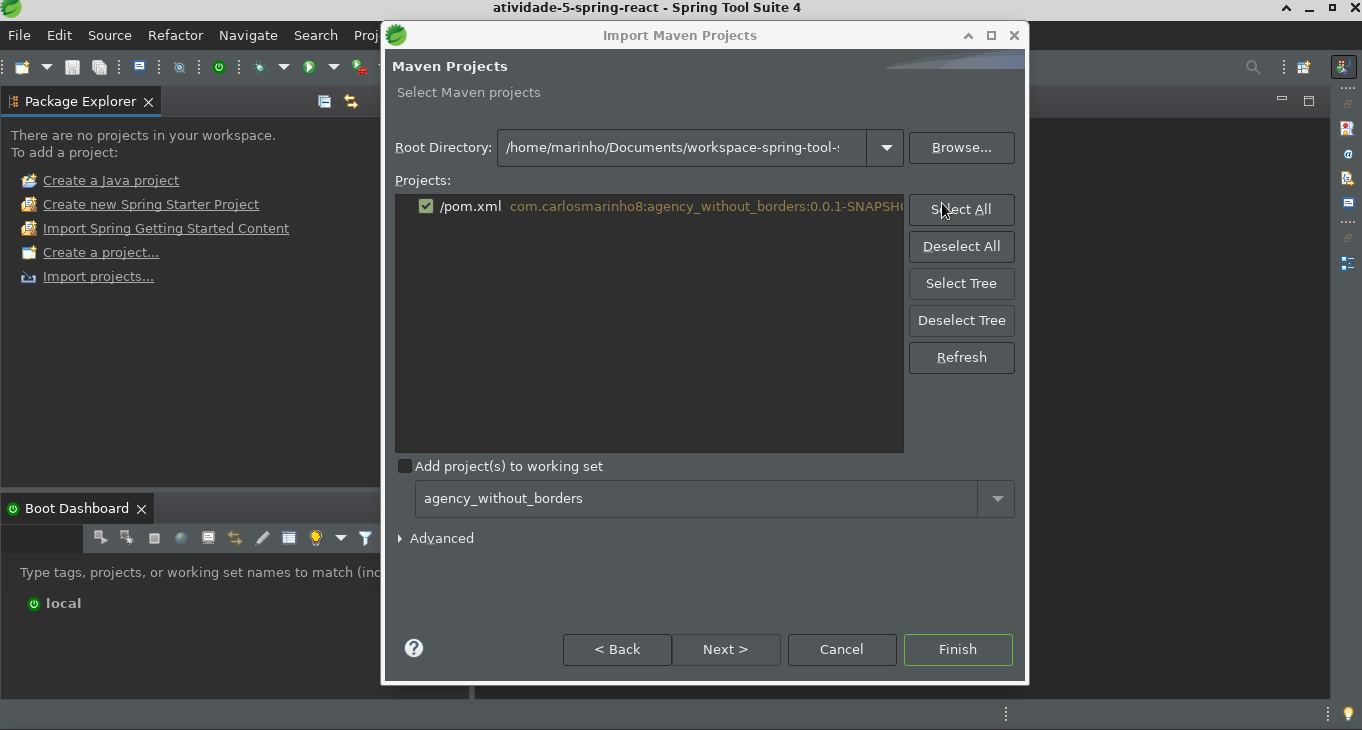 atividade-5-spring-react - Spring Tool Suite 4
File Edit Source Refactor Navigate Search Proj
Import Maven Projects
Package Explorer
There are no projects in your workspace.
To add a project:
Create a Java project
Create new Spring Starter Project
Import Spring Getting Started Content
Create a project...
Import projects...
Maven Projects
Select Maven projects
Root Directory: /home/marinho/Documents/workspace-spring-tool-s Browse...
Projects:
/pom.xml com.carlosmarinho8:agency_without_borders:0.0.1-SNAPSHO
Select All
Deselect All
Select Tree
Deselect Tree
Refresh
Add project(s) to working set
agency_without_borders
Advanced
Boot Dashboard
Type tags, projects, or working set names to match (inc
local
? < Back Next > Cancel Finish